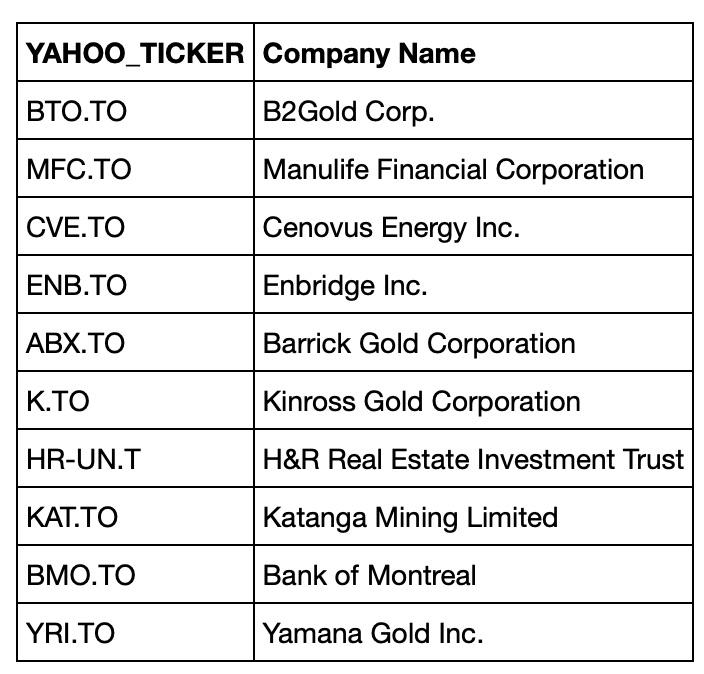 YAHOO_TICKER Company Name
BTO.TO B2Gold Corp.
MFC.TO Manulife Financial Corporation
CVE.TO Cenovus Energy Inc.
ENB.TO Enbridge Inc.
ABX.TO Barrick Gold Corporation
K.TO Kinross Gold Corporation
HR-UN.T H&R Real Estate Investment Trust
KAT.TO Katanga Mining Limited
BMO.TO Bank of Montreal
YRI.TO Yamana Gold Inc.